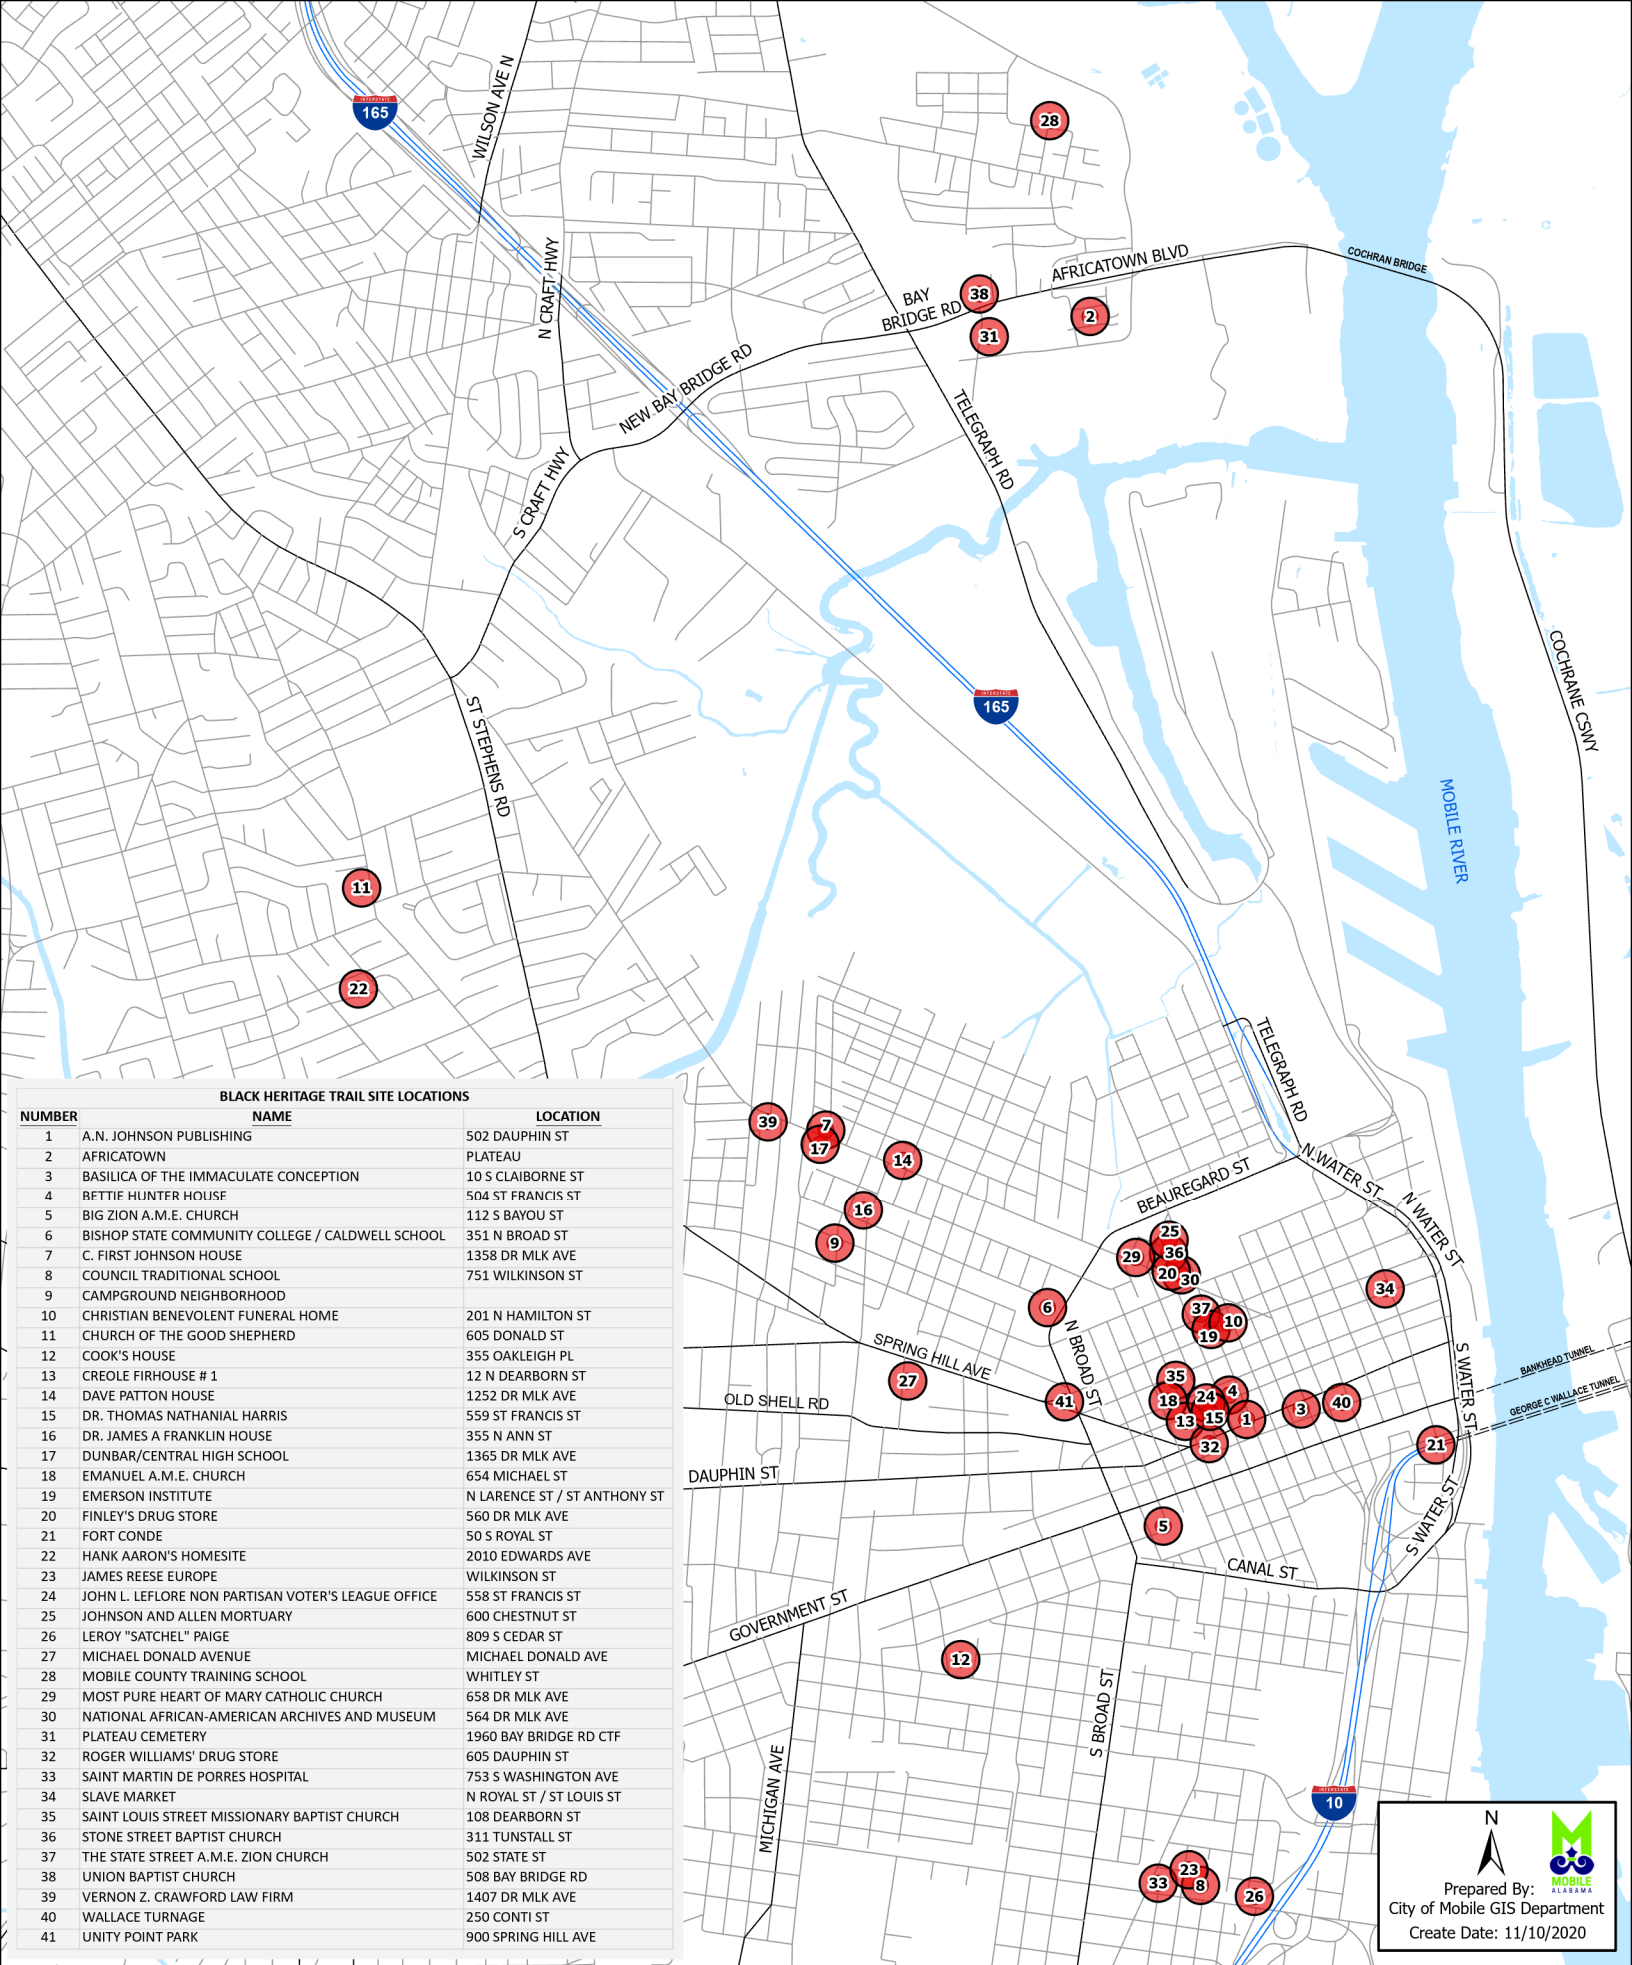 INTERSTATE
165
WILSON AVE N
28
N CRAFT HWY
AFRICATOWN BLVD
COCHRAN BRIDGE
38
BAY
BRIDGE RD
2
31
NEW BAY BRIDGE RD
TELEGRAPH RD
S CRAFT HWY
COCHRANE CSWY
INTERSTATE
165
ST STEPHENS RD
MOBILE RIVER
11
22
TELEGRAPH RD
39
7
17
14
N WATER ST
BEAUREGARD ST
N WATER ST
16
9
25
29
36
20
30
34
6
37
10
19
N BROAD ST
SPRING HILL AVE
S WATER ST
BANKHEAD TUNNEL
GEORGE C WALLACE TUNNEL
27
35
41
18
24
4
OLD SHELL RD
13
15
1
3
40
32
21
DAUPHIN ST
S WATER ST
5
CANAL ST
GOVERNMENT ST
12
S BROAD ST
MICHIGAN AVE
INTERSTATE
10
23
33
8
26
BLACK HERITAGE TRAIL SITE LOCATIONS
NUMBER NAME LOCATION
1 A.N. JOHNSON PUBLISHING 502 DAUPHIN ST
2 AFRICATOWN PLATEAU
3 BASILICA OF THE IMMACULATE CONCEPTION 10 S CLAIBORNE ST
4 BETTIE HUNTER HOUSE 504 ST FRANCIS ST
5 BIG ZION A.M.E. CHURCH 112 S BAYOU ST
6 BISHOP STATE COMMUNITY COLLEGE / CALDWELL SCHOOL 351 N BROAD ST
7 C. FIRST JOHNSON HOUSE 1358 DR MLK AVE
8 COUNCIL TRADITIONAL SCHOOL 751 WILKINSON ST
9 CAMPGROUND NEIGHBORHOOD
10 CHRISTIAN BENEVOLENT FUNERAL HOME 201 N HAMILTON ST
11 CHURCH OF THE GOOD SHEPHERD 605 DONALD ST
12 COOK'S HOUSE 355 OAKLEIGH PL
13 CREOLE FIRHOUSE # 1 12 N DEARBORN ST
14 DAVE PATTON HOUSE 1252 DR MLK AVE
15 DR. THOMAS NATHANIAL HARRIS 559 ST FRANCIS ST
16 DR. JAMES A FRANKLIN HOUSE 355 N ANN ST
17 DUNBAR/CENTRAL HIGH SCHOOL 1365 DR MLK AVE
18 EMANUEL A.M.E. CHURCH 654 MICHAEL ST
19 EMERSON INSTITUTE N LARENCE ST / ST ANTHONY ST
20 FINLEY'S DRUG STORE 560 DR MLK AVE
21 FORT CONDE 50 S ROYAL ST
22 HANK AARON'S HOMESITE 2010 EDWARDS AVE
23 JAMES REESE EUROPE WILKINSON ST
24 JOHN L. LEFLORE NON PARTISAN VOTER'S LEAGUE OFFICE 558 ST FRANCIS ST
25 JOHNSON AND ALLEN MORTUARY 600 CHESTNUT ST
26 LEROY "SATCHEL" PAIGE 809 S CEDAR ST
27 MICHAEL DONALD AVENUE MICHAEL DONALD AVE
28 MOBILE COUNTY TRAINING SCHOOL WHITLEY ST
29 MOST PURE HEART OF MARY CATHOLIC CHURCH 658 DR MLK AVE
30 NATIONAL AFRICAN-AMERICAN ARCHIVES AND MUSEUM 564 DR MLK AVE
31 PLATEAU CEMETERY 1960 BAY BRIDGE RD CTF
32 ROGER WILLIAMS' DRUG STORE 605 DAUPHIN ST
33 SAINT MARTIN DE PORRES HOSPITAL 753 S WASHINGTON AVE
34 SLAVE MARKET N ROYAL ST / ST LOUIS ST
35 SAINT LOUIS STREET MISSIONARY BAPTIST CHURCH 108 DEARBORN ST
36 STONE STREET BAPTIST CHURCH 311 TUNSTALL ST
37 THE STATE STREET A.M.E. ZION CHURCH 502 STATE ST
38 UNION BAPTIST CHURCH 508 BAY BRIDGE RD
39 VERNON Z. CRAWFORD LAW FIRM 1407 DR MLK AVE
40 WALLACE TURNAGE 250 CONTI ST
41 UNITY POINT PARK 900 SPRING HILL AVE
N
MOBILE
ALABAMA
Prepared By:
City of Mobile GIS Department
Create Date: 11/10/2020